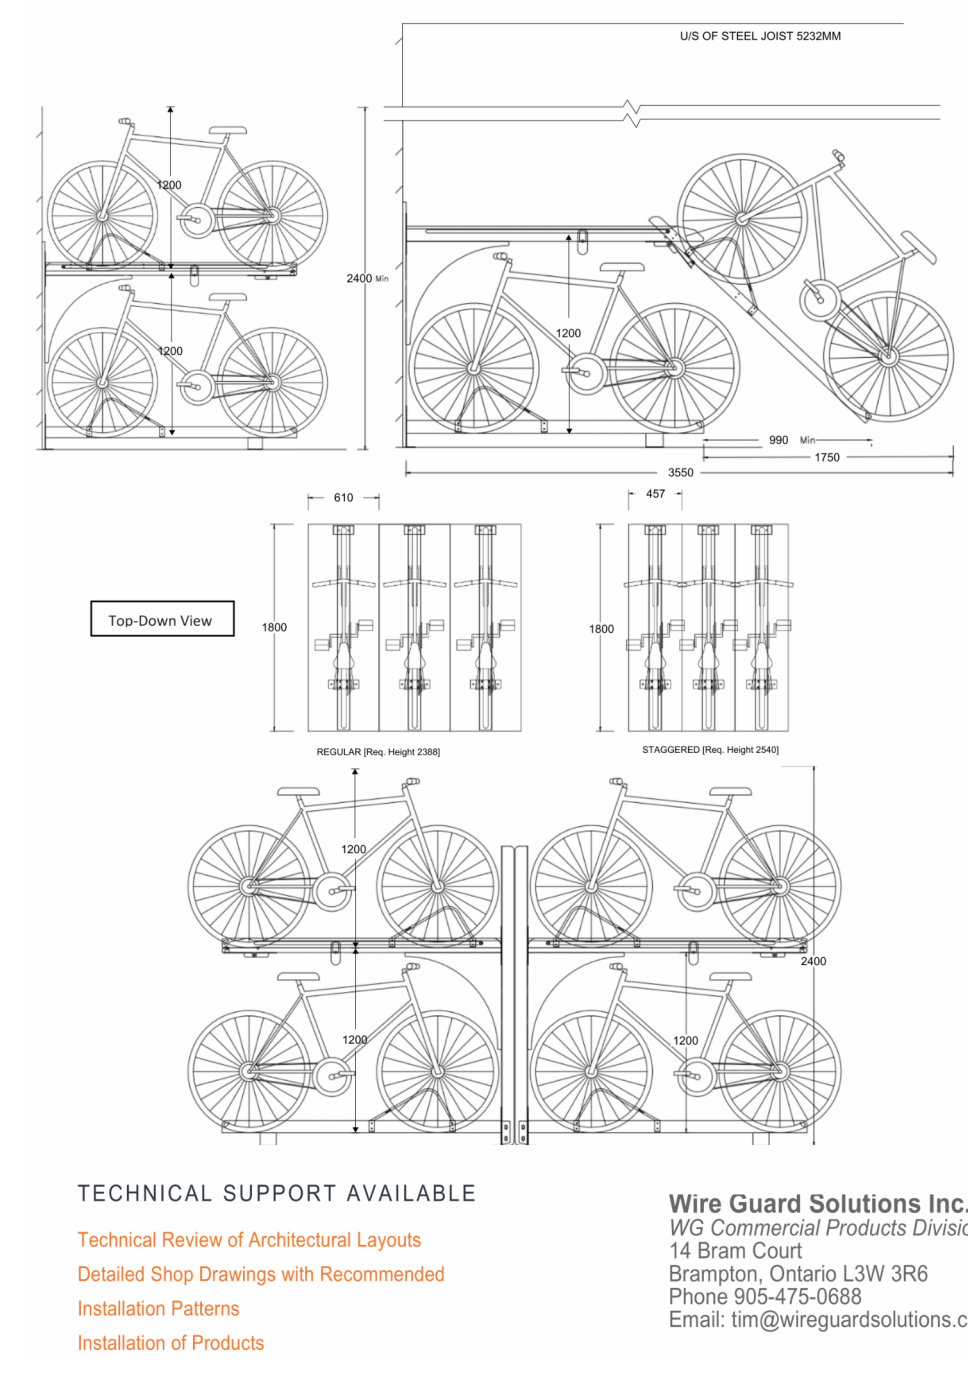 U/S OF STEEL JOIST 5232MM
1200
2400 Min
1200
1200
990 Min
1750
3550
610
457
Top-Down View
1800
1800
REGULAR [Req. Height 2388]
STAGGERED [Req. Height 2540]
1200
2400
1200
1200
TECHNICAL SUPPORT AVAILABLE
Technical Review of Architectural Layouts
Detailed Shop Drawings with Recommended
Installation Patterns
Installation of Products
Wire Guard Solutions Inc.
WG Commercial Products Divisio
14 Bram Court
Brampton, Ontario L3W 3R6
Phone 905-475-0688
Email: tim@wireguardsolutions.c